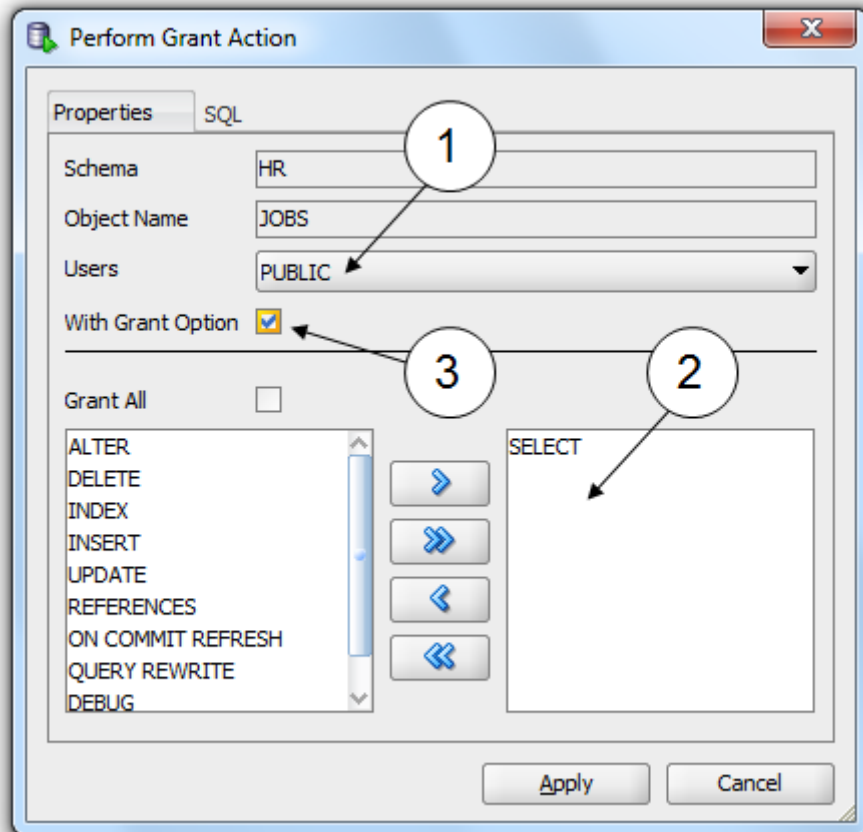 Perform Grant Action
Properties SQL
1
Schema HR
Object Name JOBS
Users PUBLIC
With Grant Option
3
2
Grant All
ALTER
DELETE
INDEX
INSERT
UPDATE
REFERENCES
ON COMMIT REFRESH
QUERY REWRITE
DEBUG
SELECT
Apply Cancel